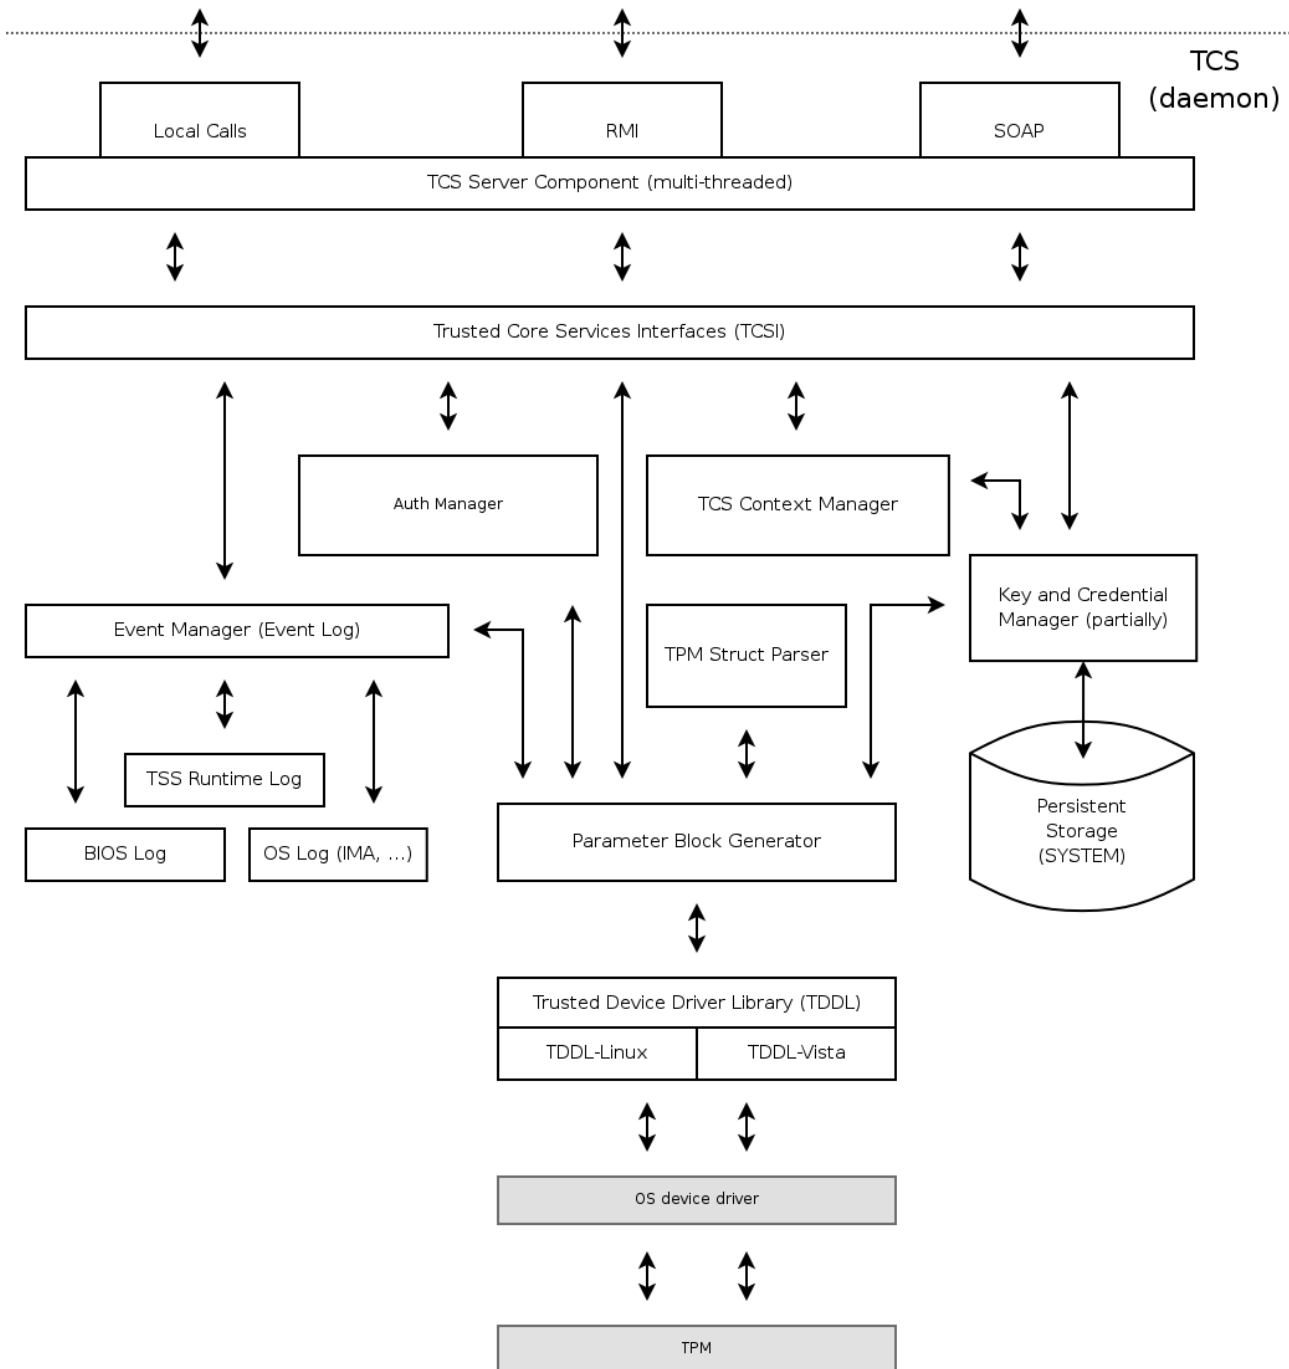 TCS
(daemon)
Local Calls
RMI
SOAP
TCS Server Component (multi-threaded)
Trusted Core Services Interfaces (TCSI)
Auth Manager
TCS Context Manager
Key and Credential
Manager (partially)
Event Manager (Event Log)
TPM Struct Parser
TSS Runtime Log
BIOS Log
OS Log (IMA, ...)
Parameter Block Generator
Persistent
Storage
(SYSTEM)
Trusted Device Driver Library (TDDL)
TDDL-Linux
TDDL-Vista
OS device driver
TPM